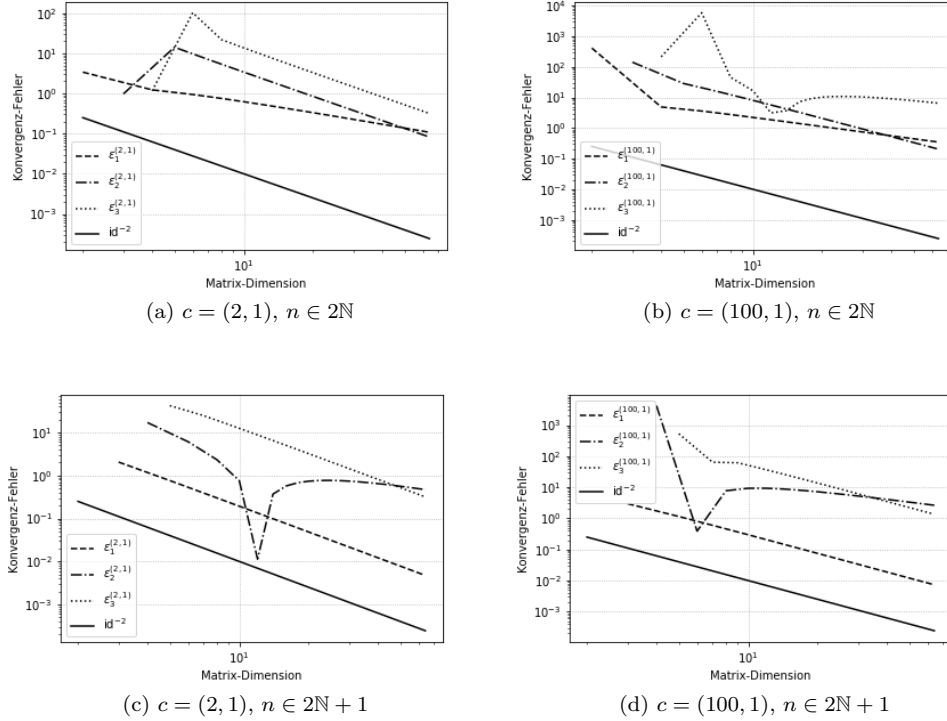 10²
10¹
10⁰
10⁻¹
10⁻²
10⁻³
Konvergenz-Fehler
ε₁^(2,1)
ε₂^(2,1)
ε₃^(2,1)
id⁻²
10¹
Matrix-Dimension
(a) c = (2, 1), n ∈ 2ℕ
10⁴
10³
10²
10¹
10⁰
10⁻¹
10⁻²
10⁻³
Konvergenz-Fehler
ε₁^(100,1)
ε₂^(100,1)
ε₃^(100,1)
id⁻²
10¹
Matrix-Dimension
(b) c = (100, 1), n ∈ 2ℕ
10¹
10⁰
10⁻¹
10⁻²
10⁻³
Konvergenz-Fehler
ε₁^(2,1)
ε₂^(2,1)
ε₃^(2,1)
id⁻²
10¹
Matrix-Dimension
(c) c = (2, 1), n ∈ 2ℕ + 1
10³
10²
10¹
10⁰
10⁻¹
10⁻²
10⁻³
Konvergenz-Fehler
ε₁^(100,1)
ε₂^(100,1)
ε₃^(100,1)
id⁻²
10¹
Matrix-Dimension
(d) c = (100, 1), n ∈ 2ℕ + 1